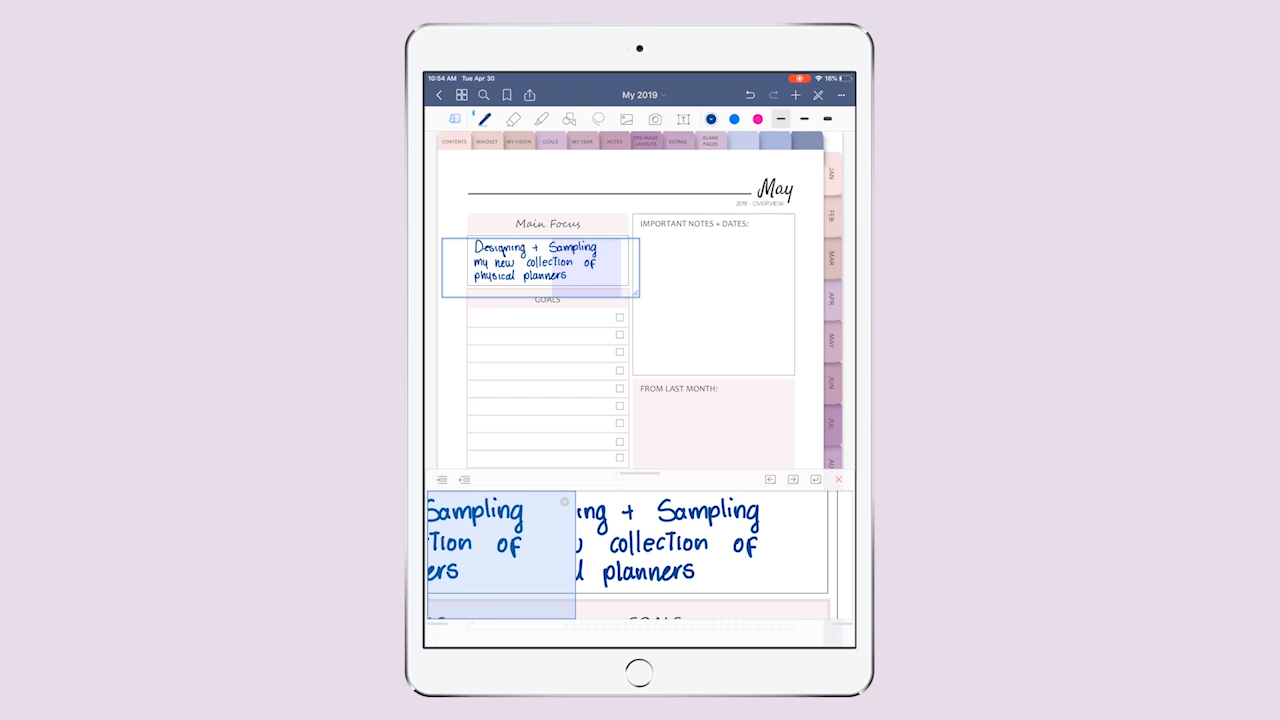 10:54 AM Tue Apr 30
16%
My 2019
CONTENTS
MINDSET
MY VISION
GOALS
MY YEAR
NOTES
PRE-MADE
LAYOUTS
EXTRAS
BLANK
PAGES
JAN
FEB
MAR
APR
MAY
JUN
JUL
May
2019 - OVERVIEW
Main Focus
Designing + Sampling
my new collection of
physical planners
GOALS
IMPORTANT NOTES + DATES:
FROM LAST MONTH:
Sampling
tion of
ers
ing + Sampling
collection of
planners
GOALS